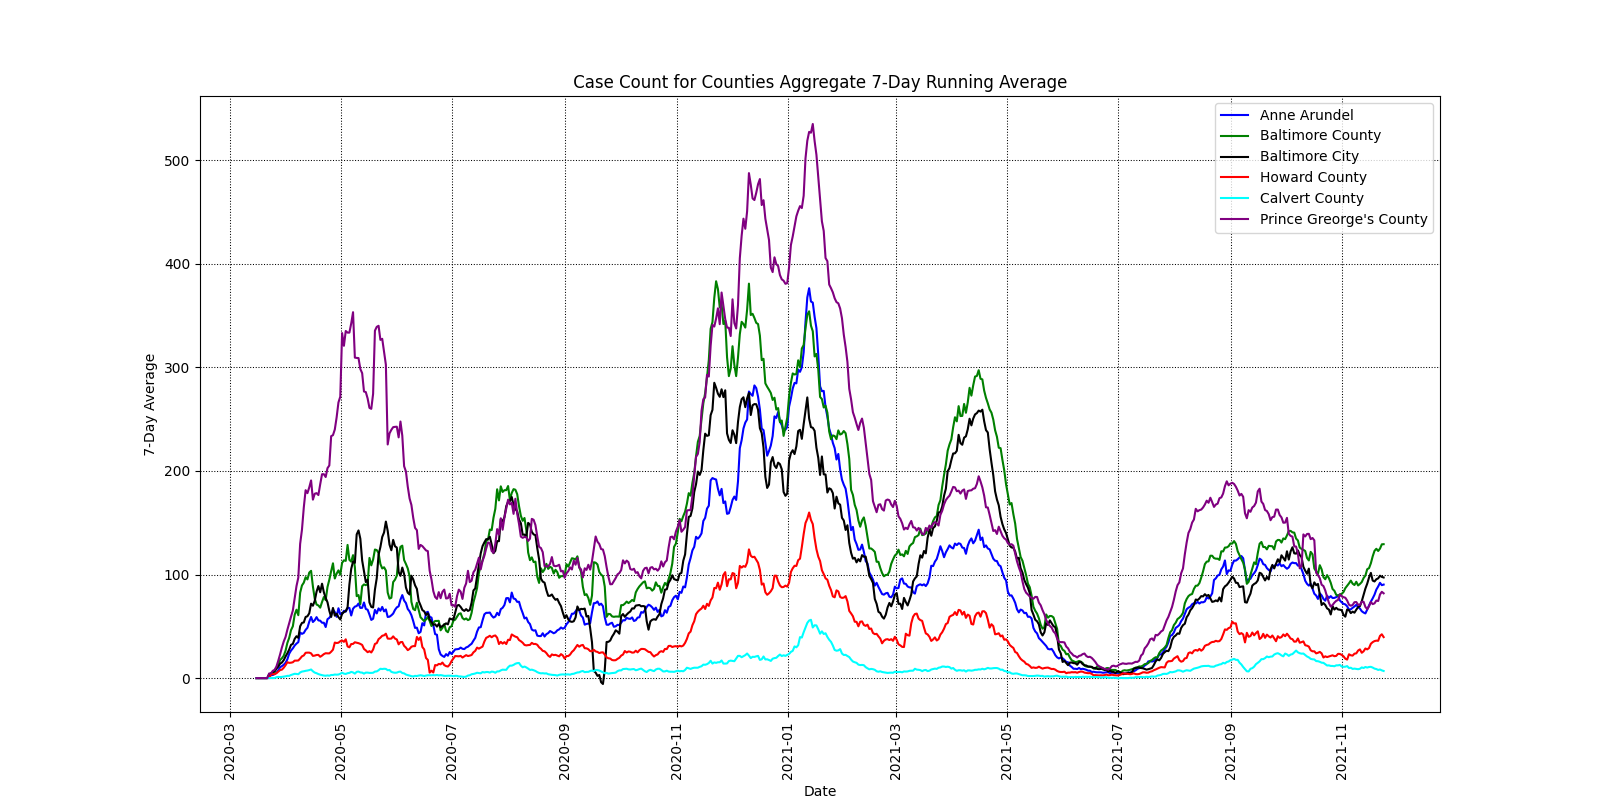 Case Count for Counties Aggregate 7-Day Running Average
Anne Arundel
Baltimore County
Baltimore City
Howard County
Calvert County
Prince Greorge's County
7-Day Average
500
400
300
200
100
0
2020-03
2020-05
2020-07
2020-09
2020-11
2021-01
2021-03
2021-05
2021-07
2021-09
2021-11
Date